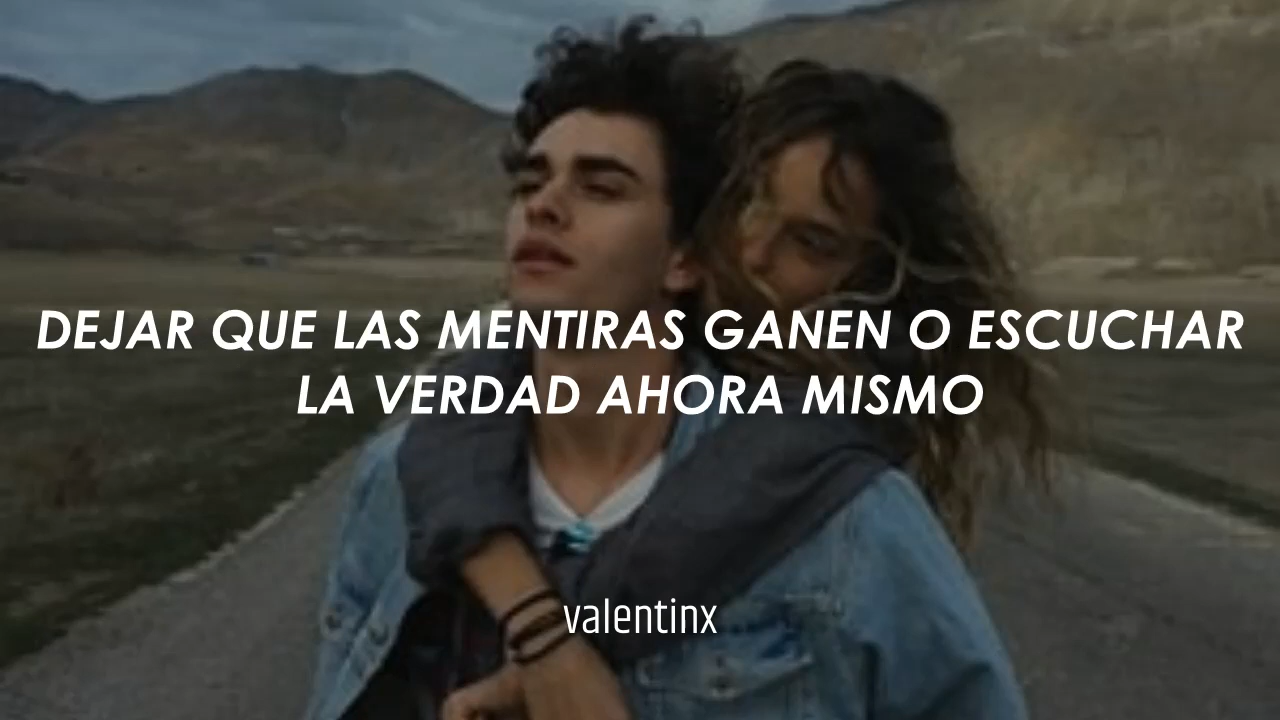 DEJAR QUE LAS MENTIRAS GANEN O ESCUCHAR
LA VERDAD AHORA MISMO
valentinx